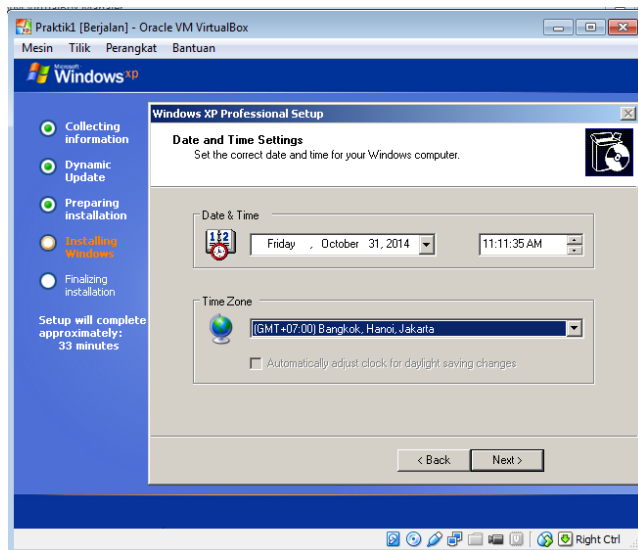 Praktik1 [Berjalan] - Oracle VM VirtualBox
Mesin Tilik Perangkat Bantuan
Microsoft
Windows xp
Collecting
information
Dynamic
Update
Preparing
installation
Installing
Windows
Finalizing
installation
Setup will complete
approximately:
33 minutes
Windows XP Professional Setup
Date and Time Settings
Set the correct date and time for your Windows computer.
Date & Time
Friday , October 31, 2014
11:11:35 AM
Time Zone
(GMT+07:00) Bangkok, Hanoi, Jakarta
Automatically adjust clock for daylight saving changes
< Back Next >
Right Ctrl